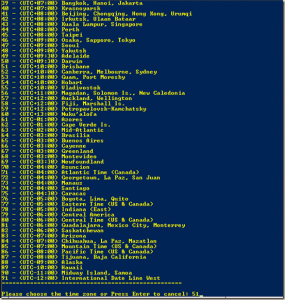 39 - (UTC+07:00) Bangkok, Hanoi, Jakarta
40 - (UTC+07:00) Krasnoyarsk
41 - (UTC+08:00) Beijing, Chongqing, Hong Kong, Urumqi
42 - (UTC+08:00) Irkutsk, Ulaan Bataar
43 - (UTC+08:00) Kuala Lumpur, Singapore
44 - (UTC+08:00) Perth
45 - (UTC+08:00) Taipei
46 - (UTC+09:00) Osaka, Sapporo, Tokyo
47 - (UTC+09:00) Seoul
48 - (UTC+09:00) Yakutsk
49 - (UTC+09:30) Adelaide
50 - (UTC+09:30) Darwin
51 - (UTC+10:00) Brisbane
52 - (UTC+10:00) Canberra, Melbourne, Sydney
53 - (UTC+10:00) Guam, Port Moresby
54 - (UTC+10:00) Hobart
55 - (UTC+10:00) Vladivostok
56 - (UTC+11:00) Magadan, Solomon Is., New Caledonia
57 - (UTC+12:00) Auckland, Wellington
58 - (UTC+12:00) Fiji, Marshall Is.
59 - (UTC+12:00) Petropavlovsk-Kamchatsky
60 - (UTC+13:00) Nuku'alofa
61 - (UTC-01:00) Azores
62 - (UTC-01:00) Cape Verde Is.
63 - (UTC-02:00) Mid-Atlantic
64 - (UTC-03:00) Brasilia
65 - (UTC-03:00) Buenos Aires
66 - (UTC-03:00) Cayenne
67 - (UTC-03:00) Greenland
68 - (UTC-03:00) Montevideo
69 - (UTC-03:30) Newfoundland
70 - (UTC-04:00) Asuncion
71 - (UTC-04:00) Atlantic Time (Canada)
72 - (UTC-04:00) Georgetown, La Paz, San Juan
73 - (UTC-04:00) Manaus
74 - (UTC-04:00) Santiago
75 - (UTC-04:30) Caracas
76 - (UTC-05:00) Bogota, Lima, Quito
77 - (UTC-05:00) Eastern Time (US & Canada)
78 - (UTC-05:00) Indiana (East)
79 - (UTC-06:00) Central America
80 - (UTC-06:00) Central Time (US & Canada)
81 - (UTC-06:00) Guadalajara, Mexico City, Monterrey
82 - (UTC-06:00) Saskatchewan
83 - (UTC-07:00) Arizona
84 - (UTC-07:00) Chihuahua, La Paz, Mazatlan
85 - (UTC-07:00) Mountain Time (US & Canada)
86 - (UTC-08:00) Pacific Time (US & Canada)
87 - (UTC-08:00) Tijuana, Baja California
88 - (UTC-09:00) Alaska
89 - (UTC-10:00) Hawaii
90 - (UTC-11:00) Midway Island, Samoa
91 - (UTC-12:00) International Date Line West
Please choose the time zone or Press Enter to cancel: 51